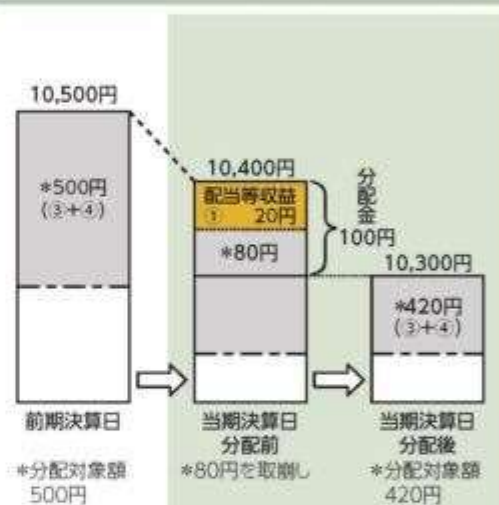 10,500円
*500円
(③+④)
10,400円
配当等収益
① 20円
*80円
分配金
100円
10,300円
*420円
(③+④)
前期決算日
当期決算日
分配前
当期決算日
分配後
*分配対象額
500円
*80円を取崩し
*分配対象額
420円